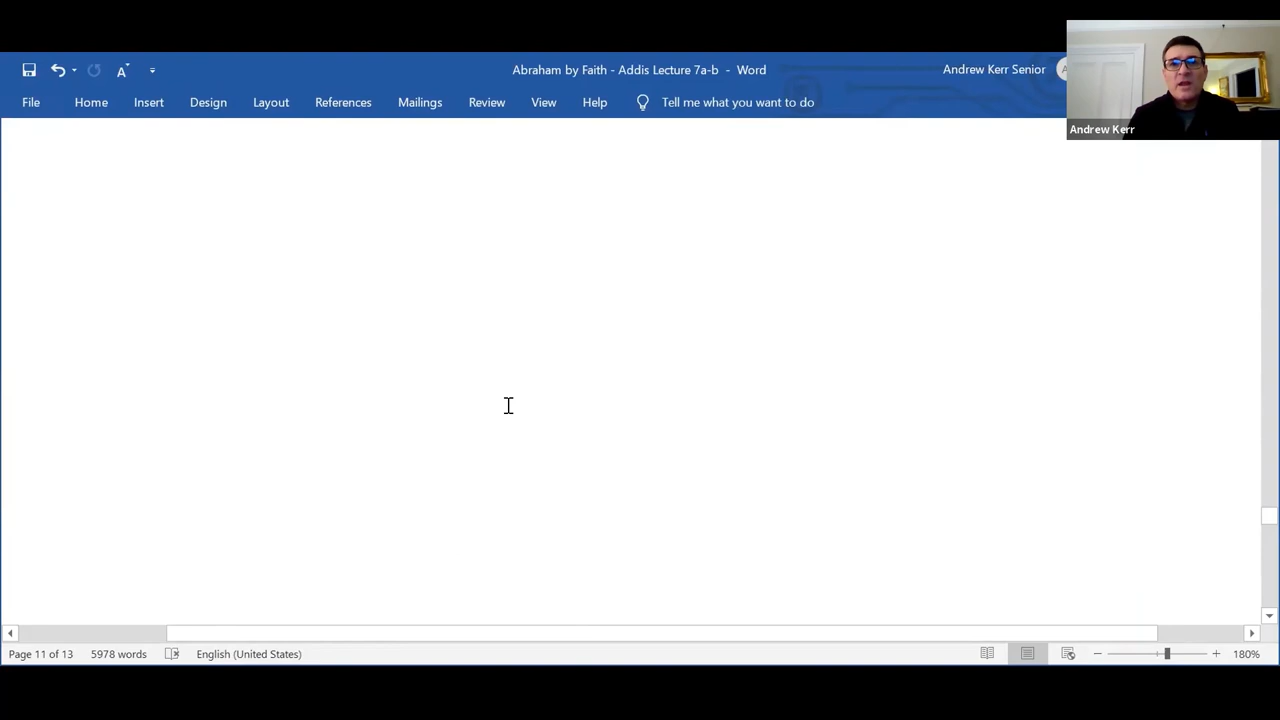 Abraham by Faith - Addis Lecture 7a-b - Word
Andrew Kerr Senior
File Home Insert Design Layout References Mailings Review View Help Tell me what you want to do
Andrew Kerr
Page 11 of 13 5978 words English (United States) 180%